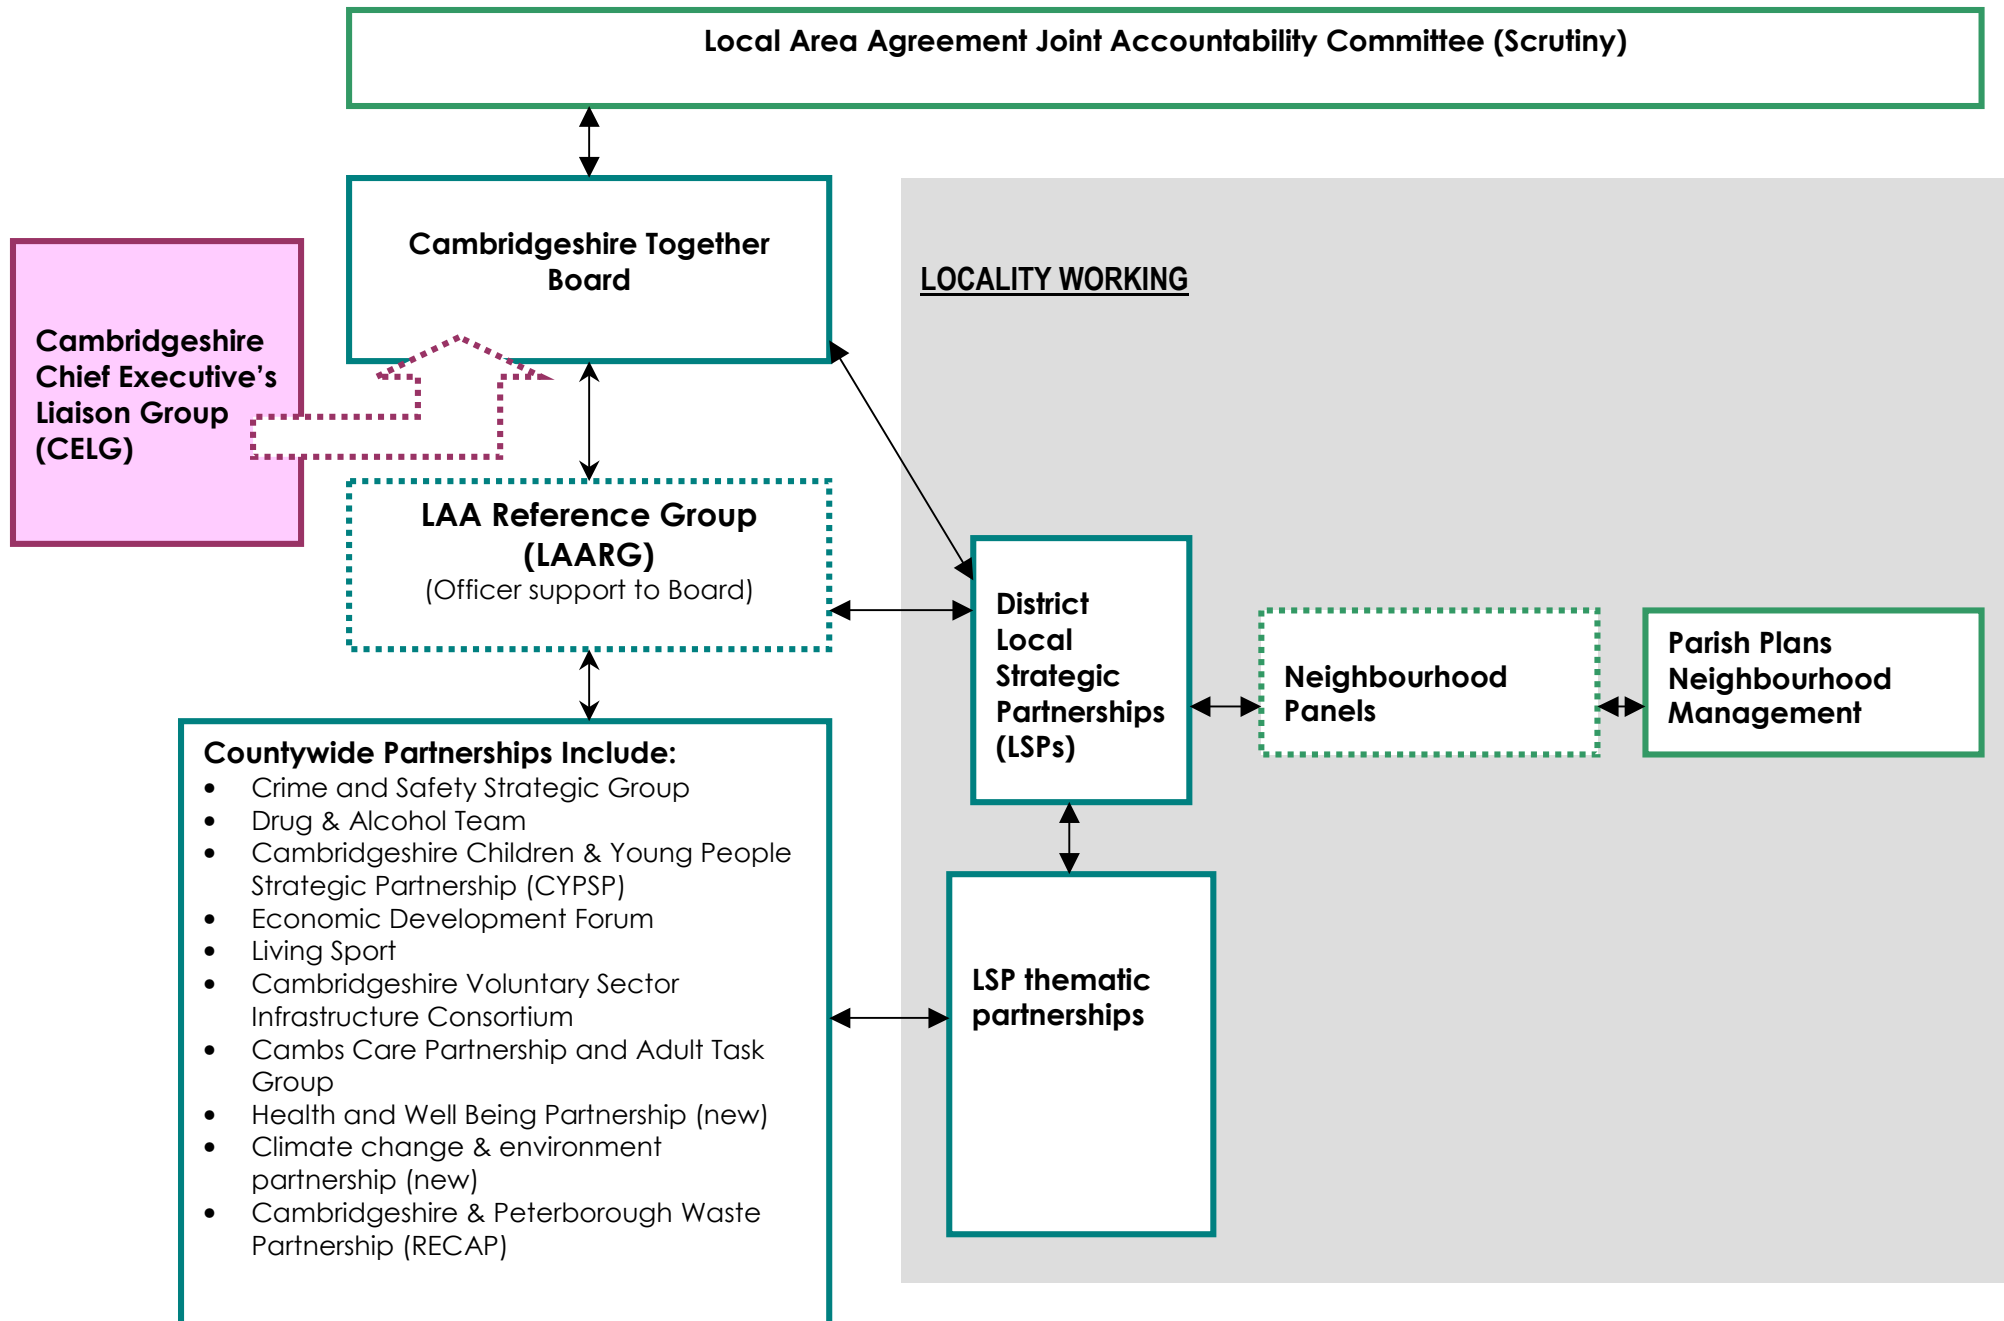 Local Area Agreement Joint Accountability Committee (Scrutiny)
Cambridgeshire Together
Board
LOCALITY WORKING
Cambridgeshire
Chief Executive’s
Liaison Group
(CELG)
LAA Reference Group
(LAARG)
(Officer support to Board)
District
Local
Strategic
Partnerships
(LSPs)
Neighbourhood
Panels
Parish Plans
Neighbourhood
Management
Countywide Partnerships Include:
• Crime and Safety Strategic Group
• Drug & Alcohol Team
• Cambridgeshire Children & Young People
Strategic Partnership (CYPSP)
• Economic Development Forum
• Living Sport
• Cambridgeshire Voluntary Sector
Infrastructure Consortium
• Cambs Care Partnership and Adult Task
Group
• Health and Well Being Partnership (new)
• Climate change & environment
partnership (new)
• Cambridgeshire & Peterborough Waste
Partnership (RECAP)
LSP thematic
partnerships